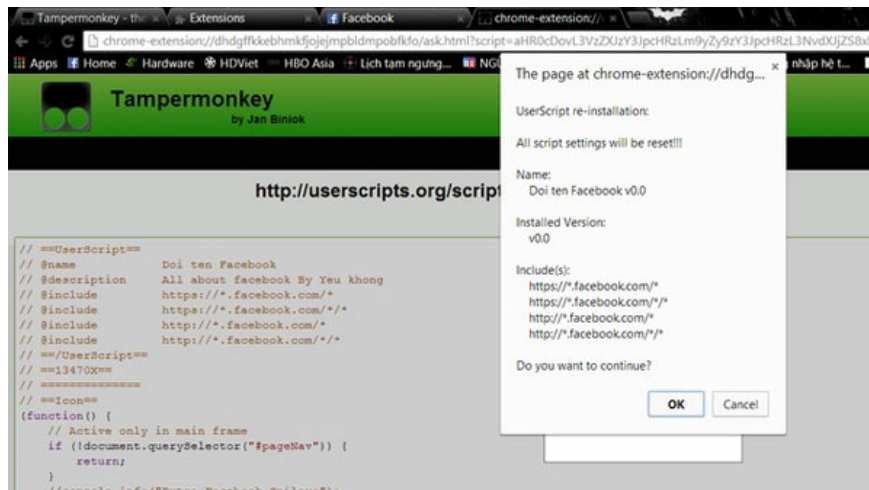 Tampermonkey - the
Extensions
Facebook
chrome-extension://
chrome-extension://dhdgffkkebhmkfjojejmpbldmpobfkfo/ask.html?script=
Apps
Home
Hardware
HDViet
HBO Asia
Lịch tạm ngưng...
nhập hệ t...
Tampermonkey
by Jan Biniok
http://userscripts.org/script
// ==UserScript==
// @name Doi ten Facebook
// @description All about facebook By Yeu khong
// @include https://*.facebook.com/*
// @include https://*.facebook.com/*/*
// @include http://*.facebook.com/*
// @include http://*.facebook.com/*/*
// ==/UserScript==
// ==13470X==
// ==============
// ==Icon==
(function() {
// Active only in main frame
if (!document.querySelector("#pageNav")) {
return;
}
The page at chrome-extension://dhdg...
UserScript re-installation:
All script settings will be reset!!!
Name:
Doi ten Facebook v0.0
Installed Version:
v0.0
Include(s):
https://*.facebook.com/*
https://*.facebook.com/*/*
http://*.facebook.com/*
http://*.facebook.com/*/*
Do you want to continue?
OK
Cancel